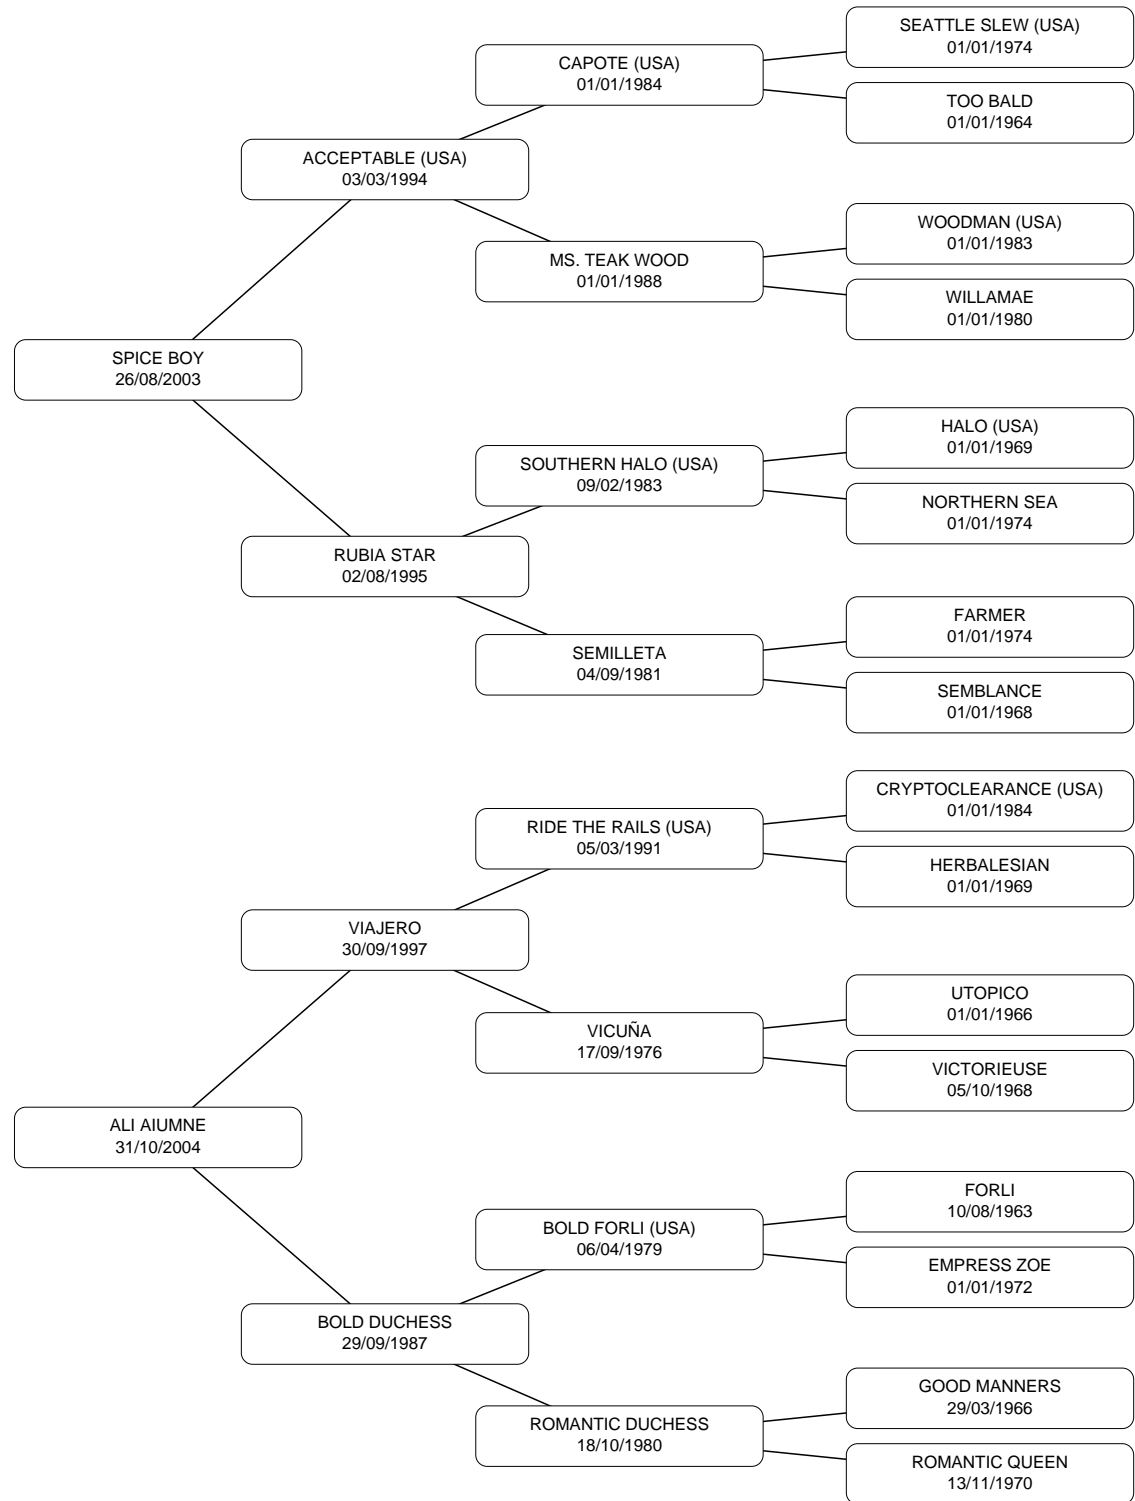 SEATTLE SLEW (USA)
01/01/1974
CAPOTE (USA)
01/01/1984
TOO BALD
01/01/1964
ACCEPTABLE (USA)
03/03/1994
WOODMAN (USA)
01/01/1983
MS. TEAK WOOD
01/01/1988
WILLAMAE
01/01/1980
SPICE BOY
26/08/2003
HALO (USA)
01/01/1969
SOUTHERN HALO (USA)
09/02/1983
NORTHERN SEA
01/01/1974
RUBIA STAR
02/08/1995
FARMER
01/01/1974
SEMILLETA
04/09/1981
SEMBLANCE
01/01/1968
CRYPTOCLEARANCE (USA)
01/01/1984
RIDE THE RAILS (USA)
05/03/1991
HERBALESIAN
01/01/1969
VIAJERO
30/09/1997
UTOPICO
01/01/1966
VICUÑA
17/09/1976
VICTORIEUSE
05/10/1968
ALI AIUMNE
31/10/2004
FORLI
10/08/1963
BOLD FORLI (USA)
06/04/1979
EMPRESS ZOE
01/01/1972
BOLD DUCHESS
29/09/1987
GOOD MANNERS
29/03/1966
ROMANTIC DUCHESS
18/10/1980
ROMANTIC QUEEN
13/11/1970